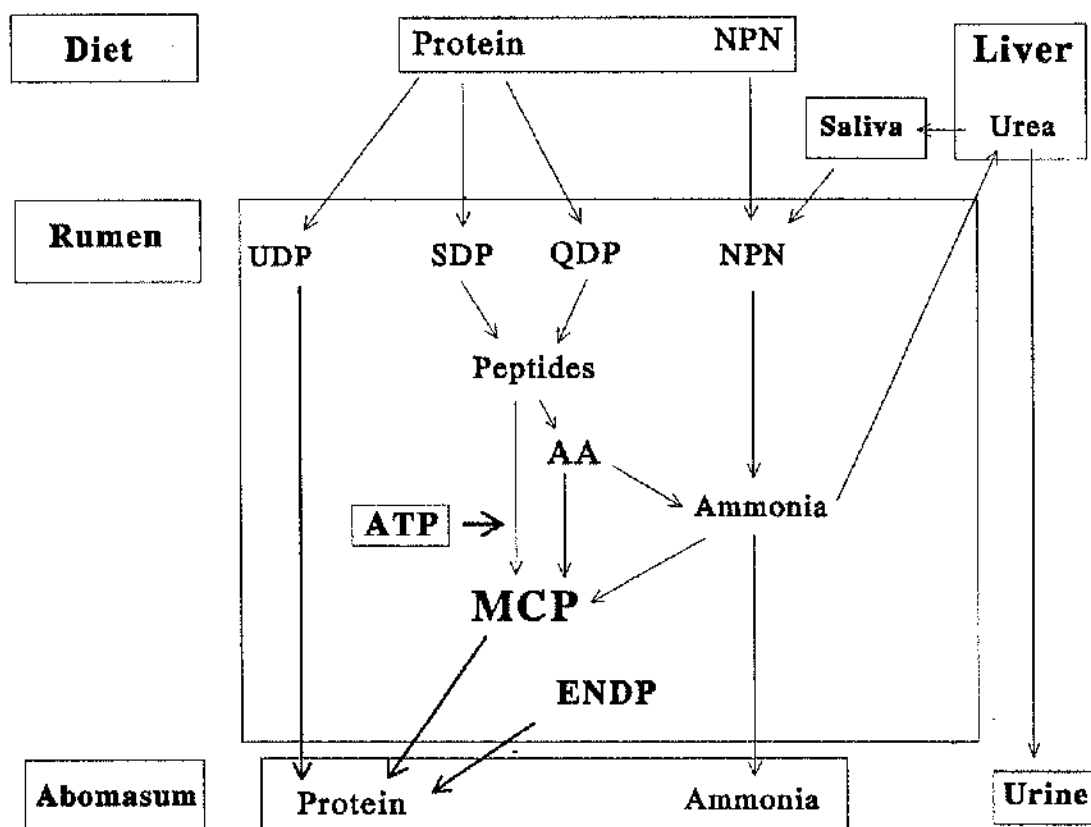 Diet
Protein NPN
Liver
Saliva
Urea
Rumen
UDP SDP QDP NPN
Peptides
AA
Ammonia
ATP
MCP
ENDP
Abomasum
Protein Ammonia
Urine